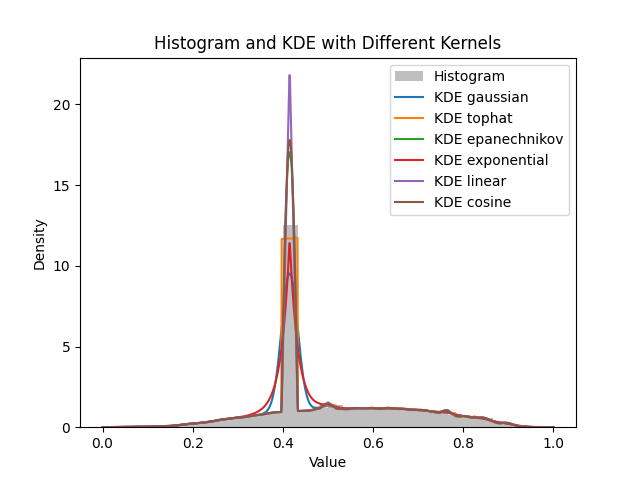 Histogram and KDE with Different Kernels
Histogram
KDE gaussian
KDE tophat
KDE epanechnikov
KDE exponential
KDE linear
KDE cosine
Density
20
15
10
5
0
0.0 0.2 0.4 0.6 0.8 1.0
Value